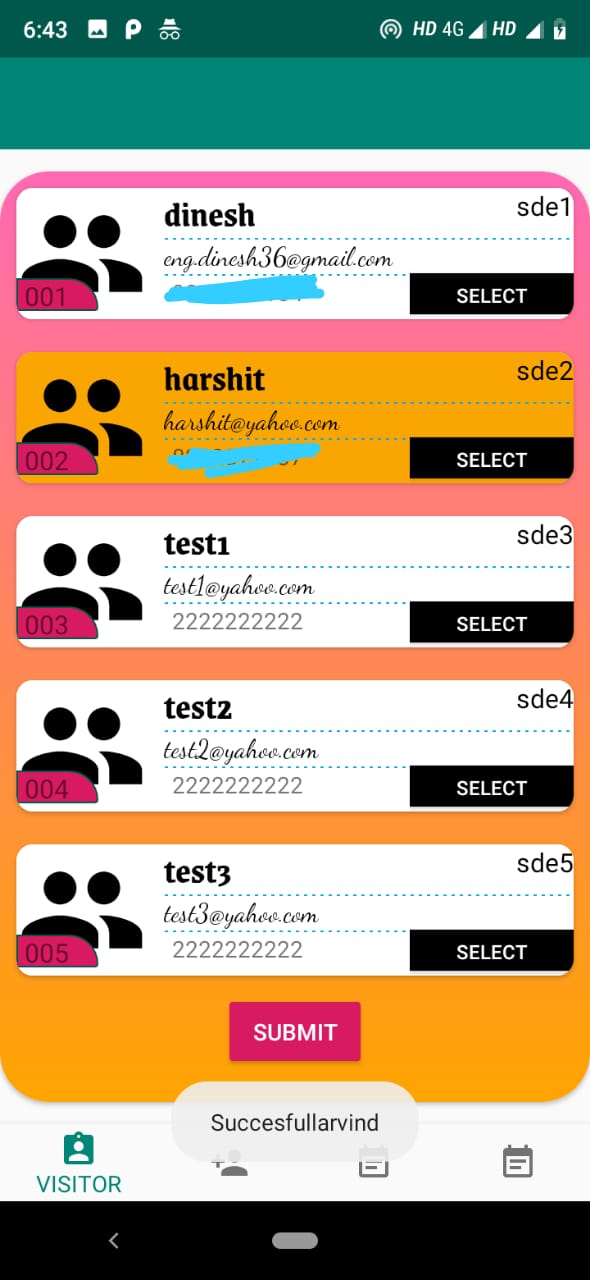 6:43 HD 4G HD
dinesh sde1
eng.dinesh36@gmail.com
001 SELECT
harshit sde2
harshit@yahoo.com
002 SELECT
test1 sde3
test1@yahoo.com
003 2222222222 SELECT
test2 sde4
test2@yahoo.com
004 2222222222 SELECT
test3 sde5
test3@yahoo.com
005 2222222222 SELECT
SUBMIT
Succesfullarvind
VISITOR